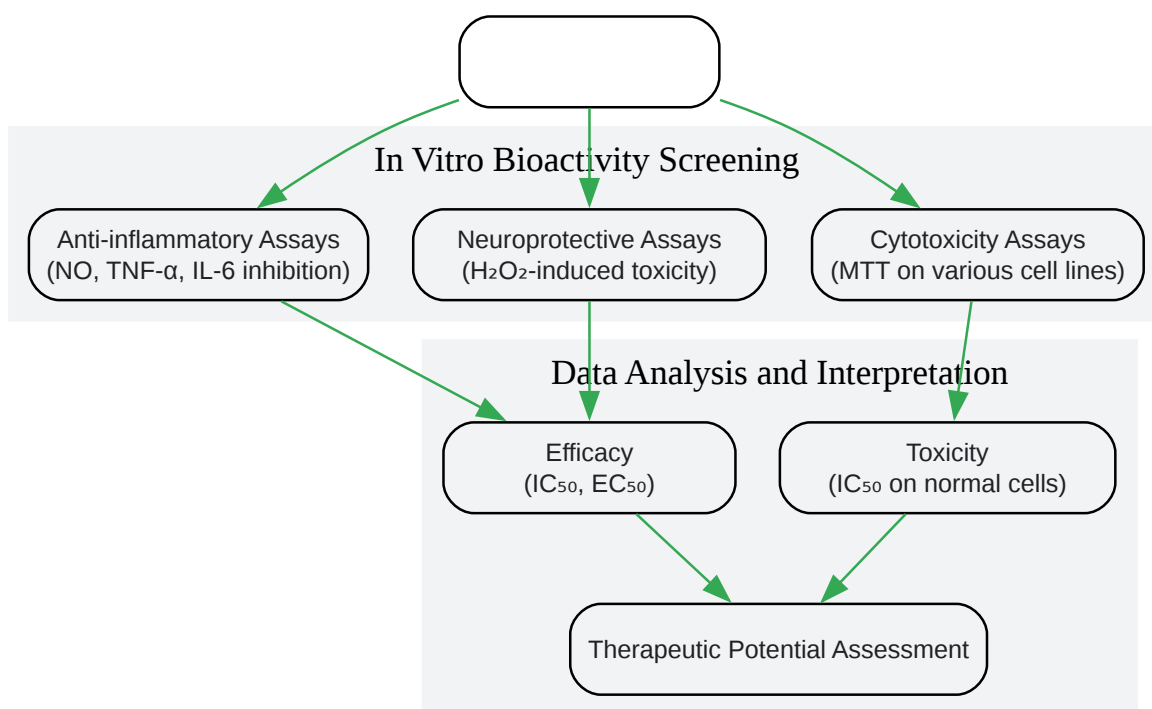 In Vitro Bioactivity Screening
Anti-inflammatory Assays
(NO, TNF-α, IL-6 inhibition)
Neuroprotective Assays
(H₂O₂-induced toxicity)
Cytotoxicity Assays
(MTT on various cell lines)
Data Analysis and Interpretation
Efficacy
(IC₅₀, EC₅₀)
Toxicity
(IC₅₀ on normal cells)
Therapeutic Potential Assessment